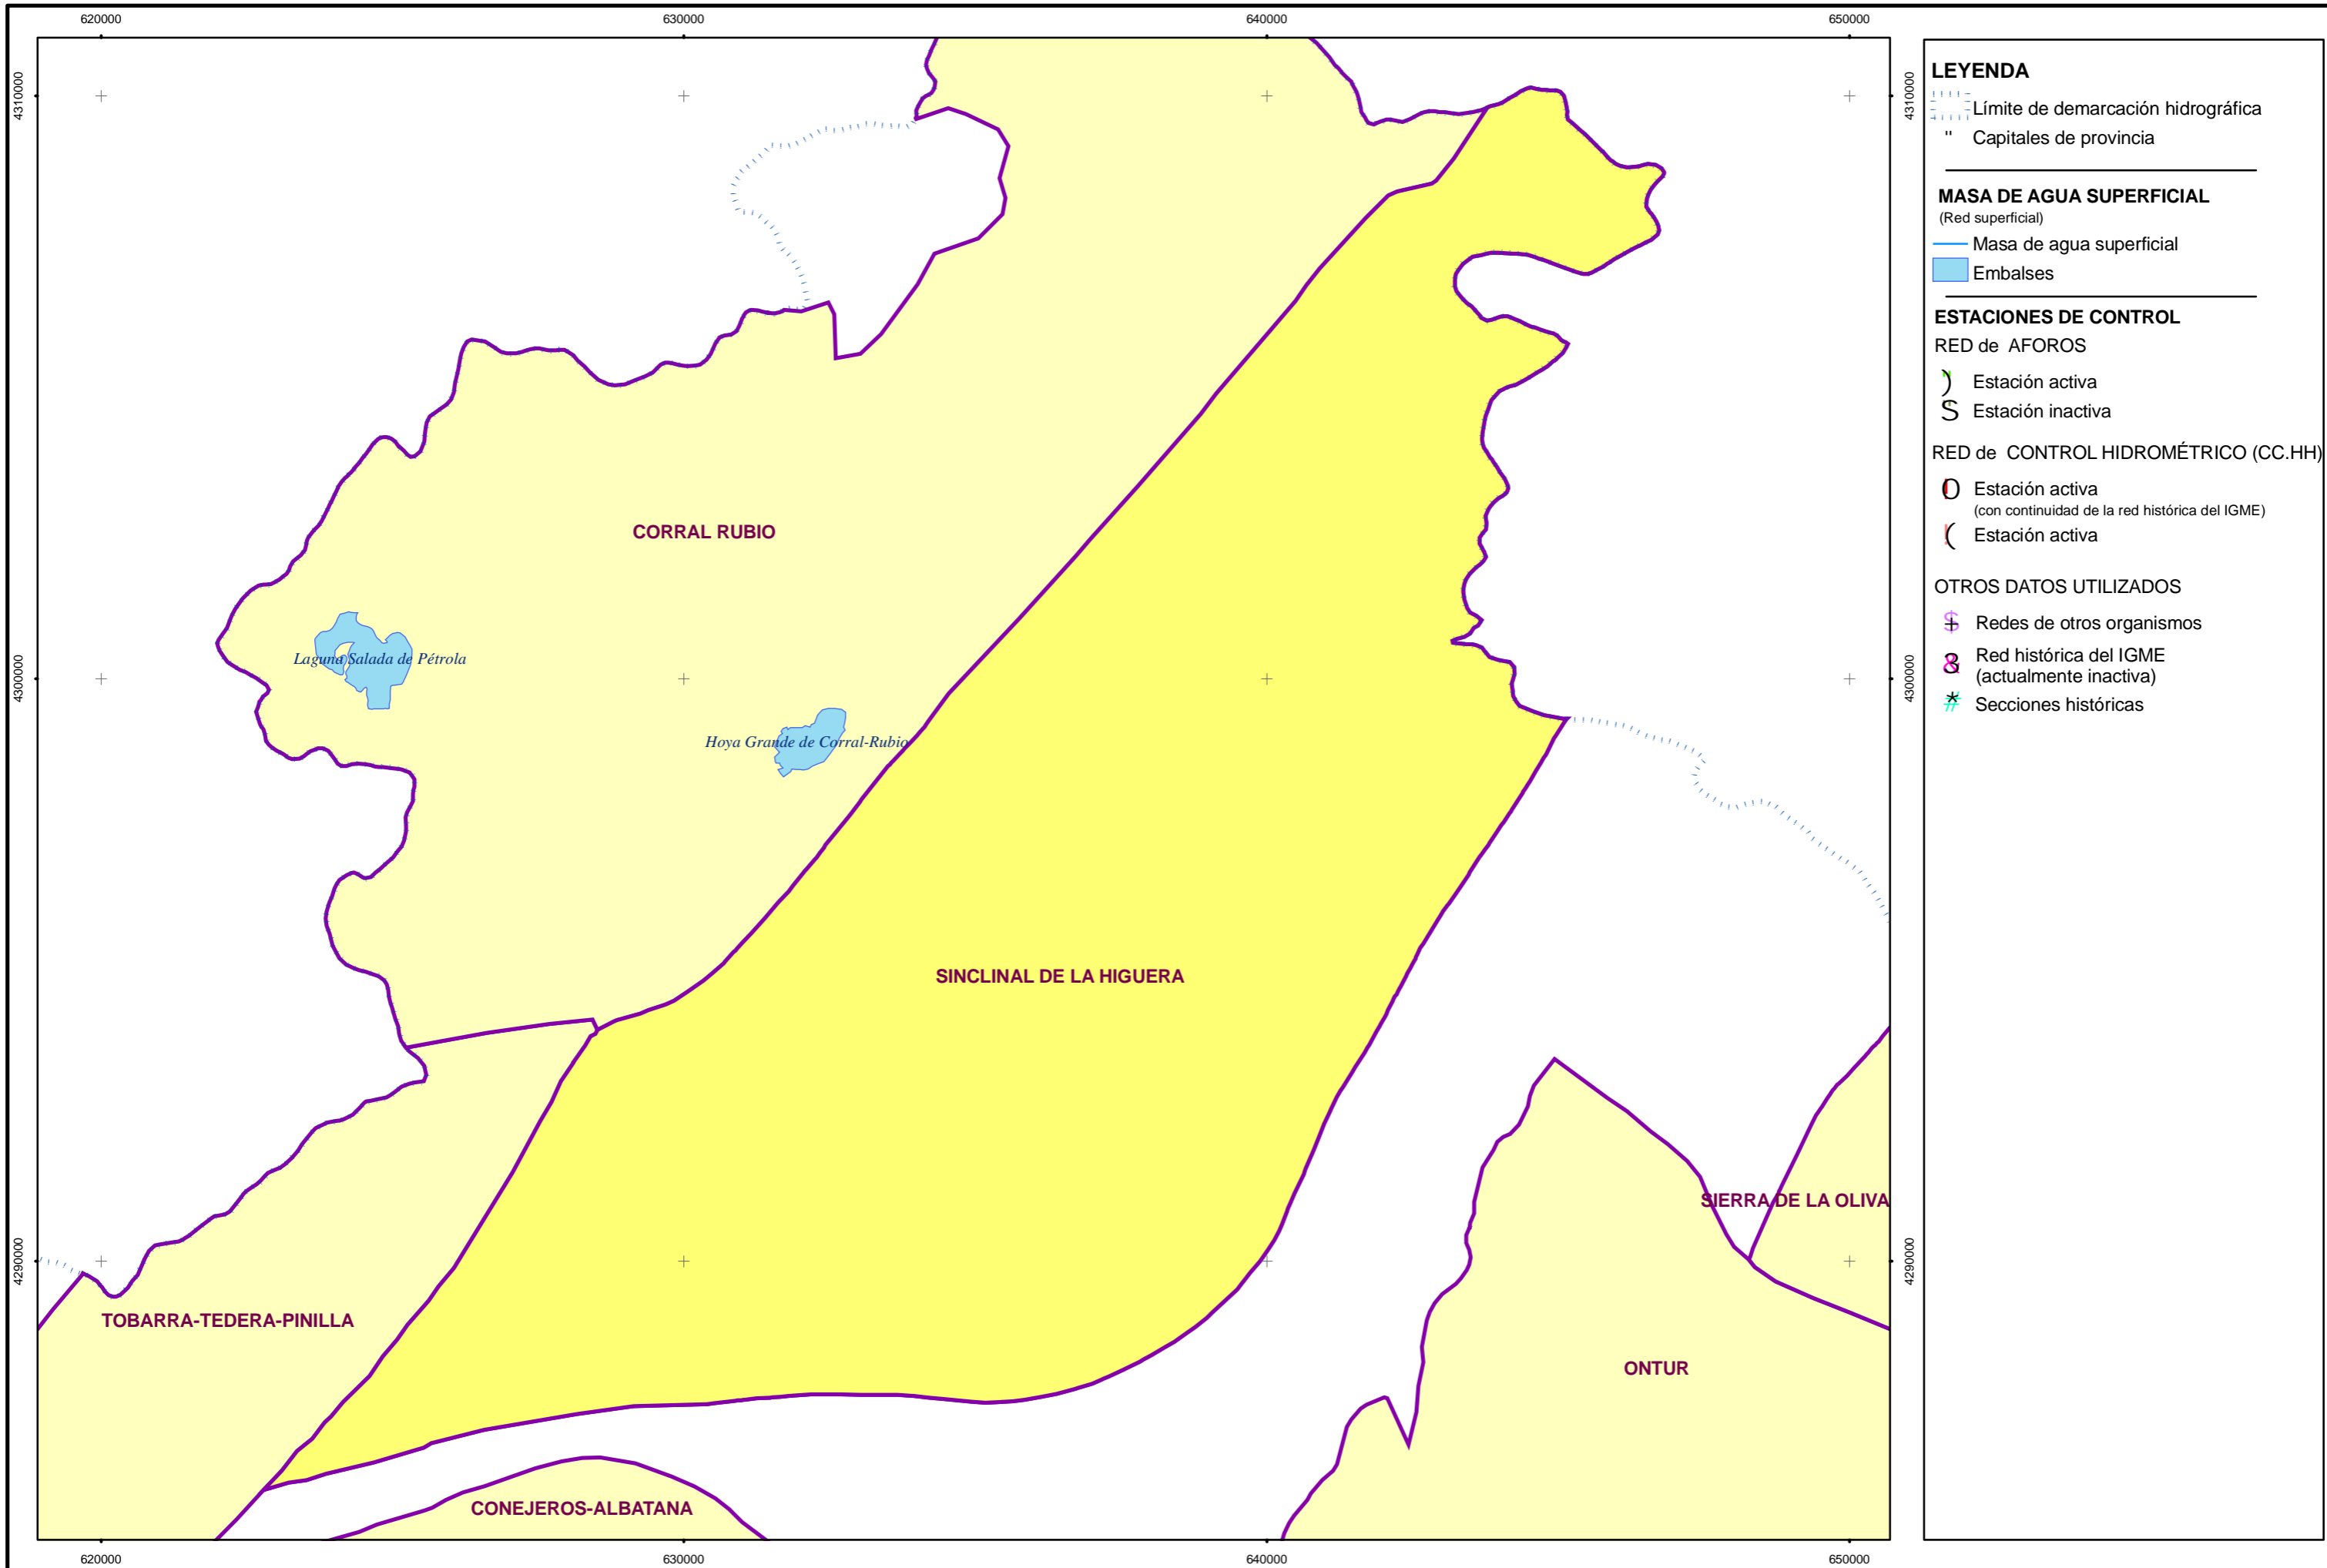 620000
630000
640000
650000
4310000
4310000
CORRAL RUBIO
Laguna Salada de Pétrola
4300000
4300000
Hoya Grande de Corral-Rubio
SINCLINAL DE LA HIGUERA
SIERRA DE LA OLIVA
4290000
4290000
TOBARRA-TEDERA-PINILLA
ONTUR
CONEJEROS-ALBATANA
620000
630000
640000
650000
LEYENDA
Límite de demarcación hidrográfica
" Capitales de provincia
MASA DE AGUA SUPERFICIAL
(Red superficial)
Masa de agua superficial
Embalses
ESTACIONES DE CONTROL
RED de AFOROS
) Estación activa
S Estación inactiva
RED de CONTROL HIDROMÉTRICO (CC.HH)
Estación activa
(con continuidad de la red histórica del IGME)
( Estación activa
OTROS DATOS UTILIZADOS
Redes de otros organismos
Red histórica del IGME
(actualmente inactiva)
Secciones históricas